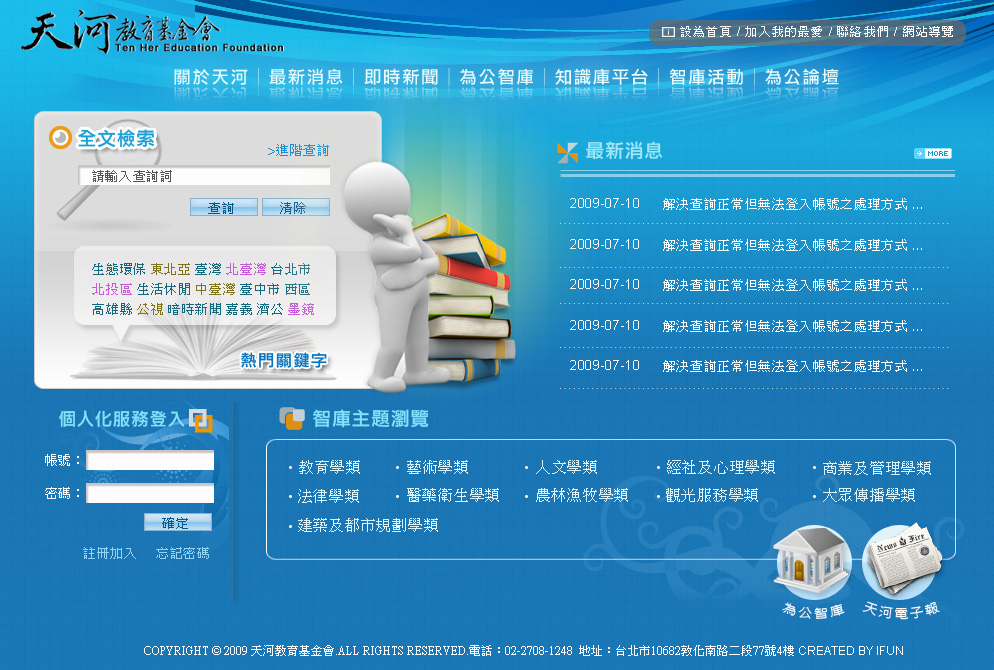 天河教育基金會
Ten Her Education Foundation
設為首頁 / 加入我的最愛 / 聯絡我們 / 網站導覽
關於天河 最新消息 即時新聞 為公智庫 知識庫平台 智庫活動 為公論壇
全文檢索
>進階查詢
請輸入查詢詞
查詢 清除
生態環保 東北亞 臺灣 北臺灣 台北市
北投區 生活休閒 中臺灣 臺中市 西區
高雄縣 公視 暗時新聞 嘉義 濟公 墨鏡
熱門關鍵字
最新消息
MORE
2009-07-10 解決查詢正常但無法登入帳號之處理方式 ...
2009-07-10 解決查詢正常但無法登入帳號之處理方式 ...
2009-07-10 解決查詢正常但無法登入帳號之處理方式 ...
2009-07-10 解決查詢正常但無法登入帳號之處理方式 ...
2009-07-10 解決查詢正常但無法登入帳號之處理方式 ...
個人化服務登入
帳號：
密碼：
確定
註冊加入 忘記密碼
智庫主題瀏覽
・教育學類 ・藝術學類 ・人文學類 ・經社及心理學類 ・商業及管理學類
・法律學類 ・醫藥衛生學類 ・農林漁牧學類 ・觀光服務學類 ・大眾傳播學類
・建築及都市規劃學類
News Fire
為公智庫 天河電子報
COPYRIGHT © 2009 天河教育基金會.ALL RIGHTS RESERVED.電話：02-2708-1248 地址：台北市10682敦化南路二段77號4樓 CREATED BY IFUN